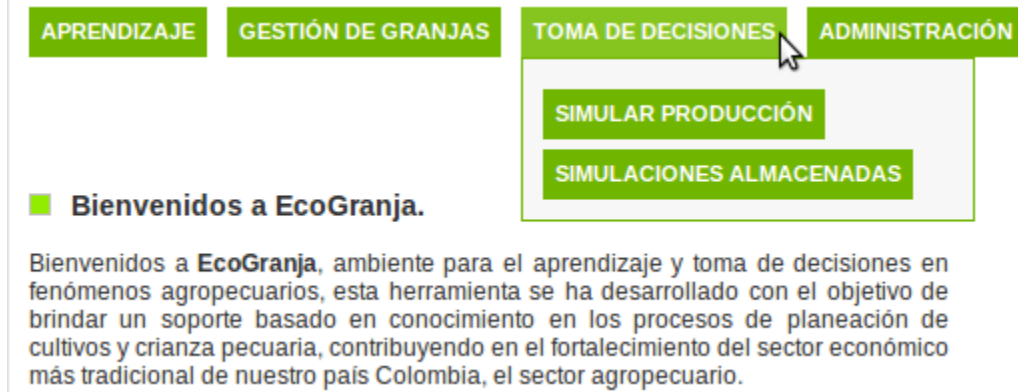 APRENDIZAJE GESTIÓN DE GRANJAS TOMA DE DECISIONES ADMINISTRACIÓN
SIMULAR PRODUCCIÓN
SIMULACIONES ALMACENADAS
Bienvenidos a EcoGranja.
Bienvenidos a EcoGranja, ambiente para el aprendizaje y toma de decisiones en
fenómenos agropecuarios, esta herramienta se ha desarrollado con el objetivo de
brindar un soporte basado en conocimiento en los procesos de planeación de
cultivos y crianza pecuaria, contribuyendo en el fortalecimiento del sector económico
más tradicional de nuestro país Colombia, el sector agropecuario.